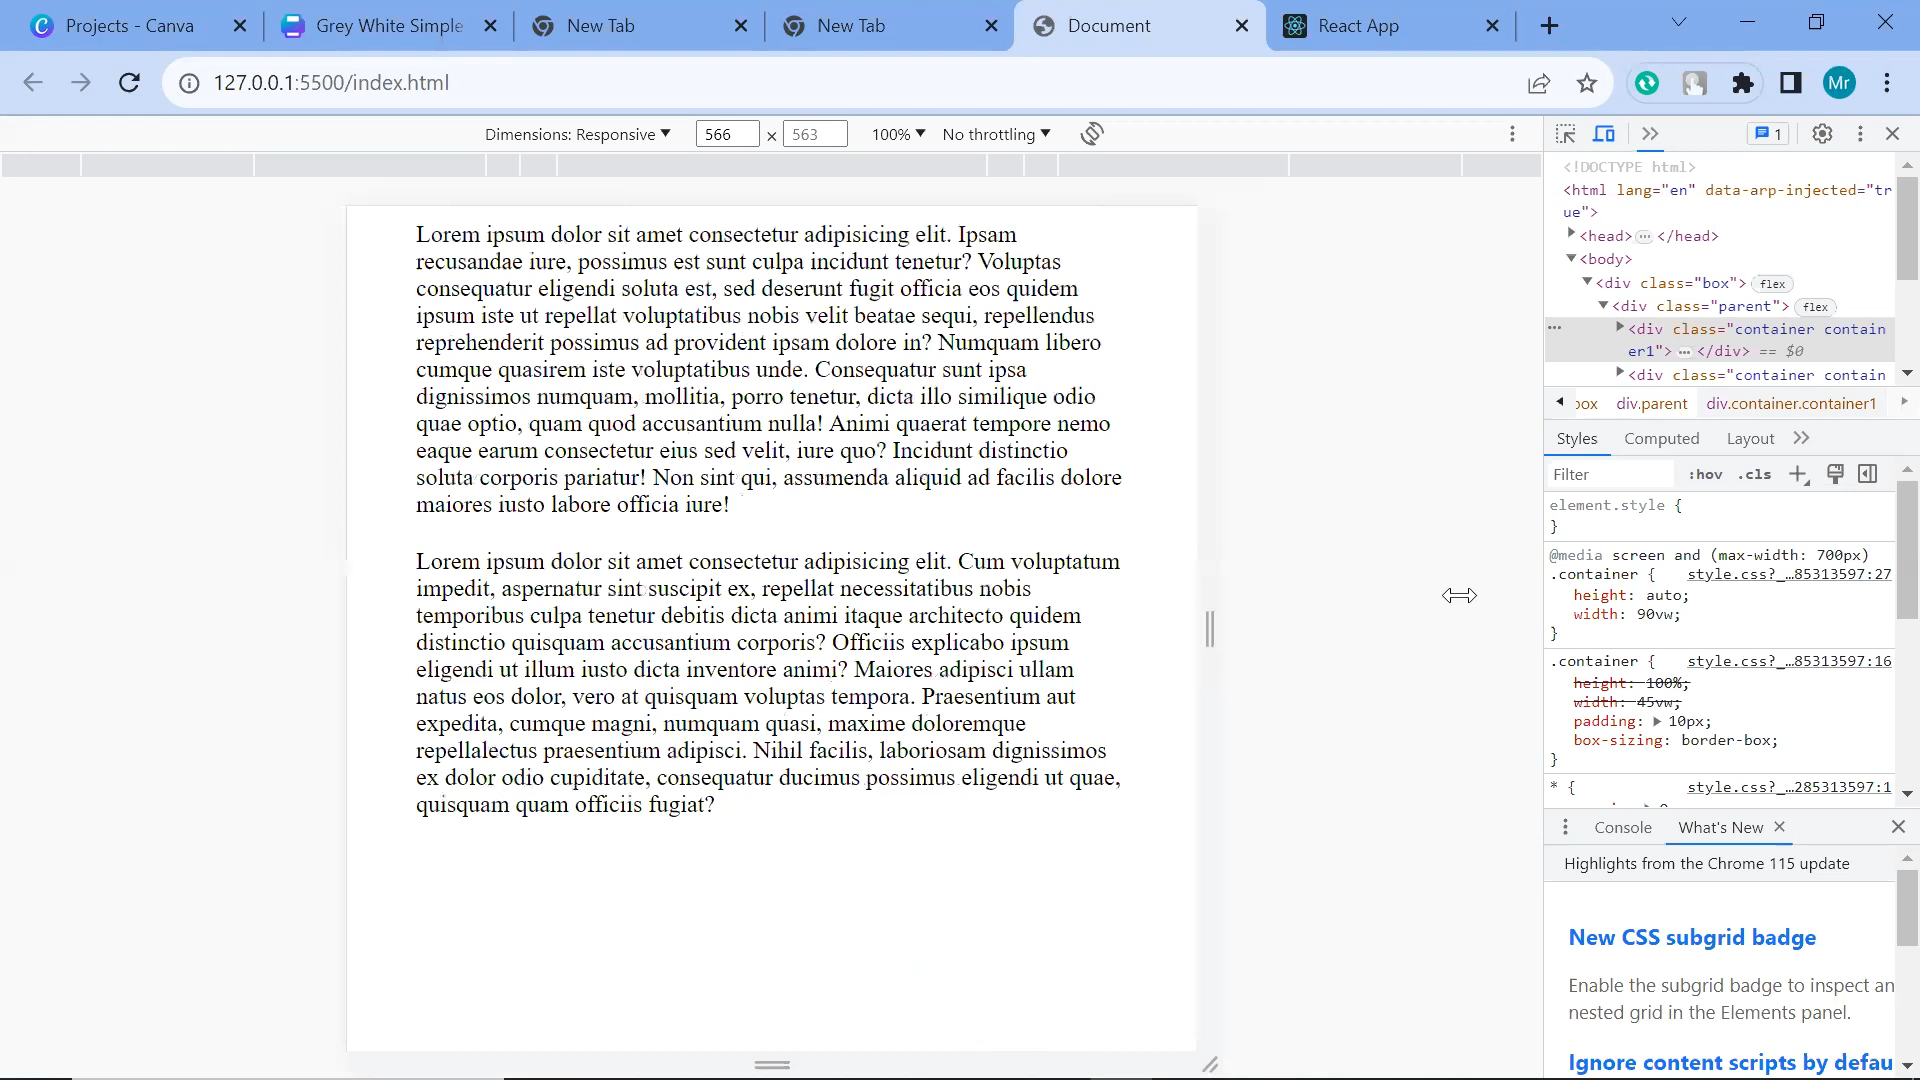 Projects - Canva
Grey White Simple
New Tab
New Tab
Document
React App
127.0.0.1:5500/index.html
Mr
Dimensions: Responsive
566 x 563
100%
No throttling
1
Lorem ipsum dolor sit amet consectetur adipisicing elit. Ipsam
recusandae iure, possimus est sunt culpa incidunt tenetur? Voluptas
consequatur eligendi soluta est, sed deserunt fugit officia eos quidem
ipsum iste ut repellat voluptatibus nobis velit beatae sequi, repellendus
reprehenderit possimus ad provident ipsam dolore in? Numquam libero
cumque quasirem iste voluptatibus unde. Consequatur sunt ipsa
dignissimos numquam, mollitia, porro tenetur, dicta illo similique odio
quae optio, quam quod accusantium nulla! Animi quaerat tempore nemo
eaque earum consectetur eius sed velit, iure quo? Incidunt distinctio
soluta corporis pariatur! Non sint qui, assumenda aliquid ad facilis dolore
maiores iusto labore officia iure!
Lorem ipsum dolor sit amet consectetur adipisicing elit. Cum voluptatum
impedit, aspernatur sint suscipit ex, repellat necessitatibus nobis
temporibus culpa tenetur debitis dicta animi itaque architecto quidem
distinctio quisquam accusantium corporis? Officiis explicabo ipsum
eligendi ut illum iusto dicta inventore animi? Maiores adipisci ullam
natus eos dolor, vero at quisquam voluptas tempora. Praesentium aut
expedita, cumque magni, numquam quasi, maxime doloremque
repellalectus praesentium adipisci. Nihil facilis, laboriosam dignissimos
ex dolor odio cupiditate, consequatur ducimus possimus eligendi ut quae,
quisquam quam officiis fugiat?
<!DOCTYPE html>
<html lang="en" data-arp-injected="tr
ue">
<head> … </head>
<body>
<div class="box"> flex
<div class="parent"> flex
<div class="container contain
er1"> … </div> == $0
<div class="container contain
box div.parent div.container.container1
Styles Computed Layout
Filter :hov .cls
element.style {
}
@media screen and (max-width: 700px)
.container { style.css?_…85313597:27
height: auto;
width: 90vw;
}
.container { style.css?_…85313597:16
height: 100%;
width: 45vw;
padding: 10px;
box-sizing: border-box;
}
* { style.css?_…285313597:1
Console What's New
Highlights from the Chrome 115 update
New CSS subgrid badge
Enable the subgrid badge to inspect an
nested grid in the Elements panel.
Ignore content scripts by defau